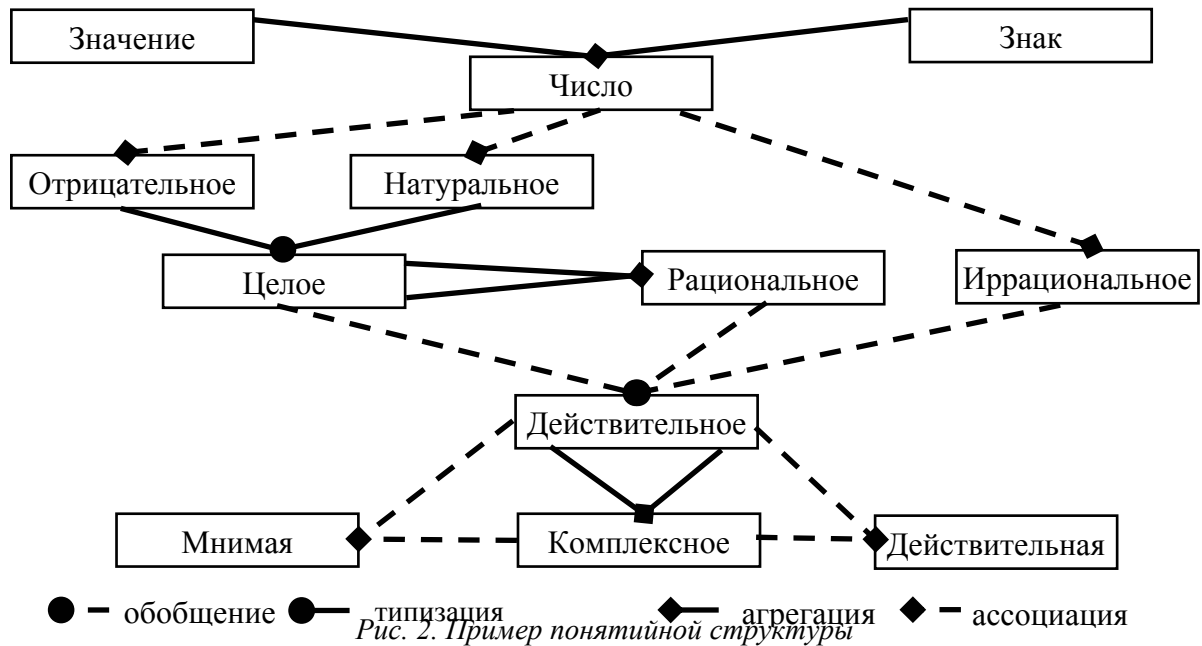 Значение
Знак
Число
Отрицательное
Натуральное
Целое
Рациональное
Иррациональное
Действительное
Мнимая
Комплексное
Действительная
обобщение типизация агрегация ассоциация
Рис. 2. Пример понятийной структуры